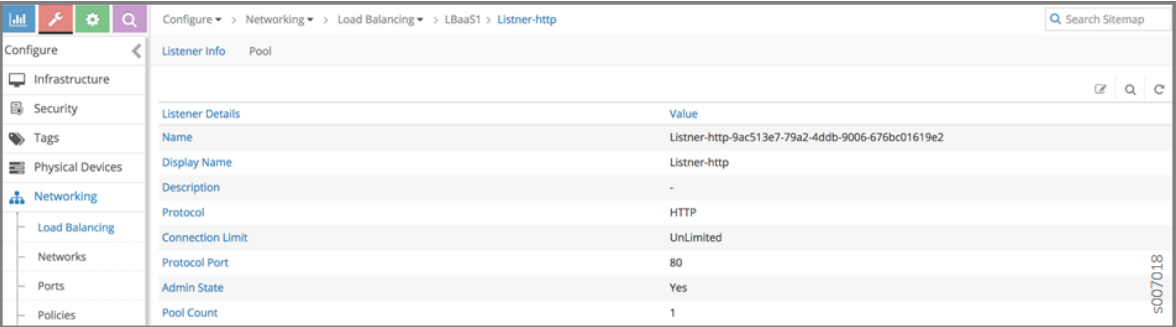 Configure > Networking > Load Balancing > LBaaS1 > Listner-http
Search Sitemap
Configure
Listener Info Pool
Infrastructure
Security
Tags
Physical Devices
Networking
Load Balancing
Networks
Ports
Policies
Listener Details Value
Name Listner-http-9ac513e7-79a2-4ddb-9006-676bc01619e2
Display Name Listner-http
Description -
Protocol HTTP
Connection Limit UnLimited
Protocol Port 80
Admin State Yes
Pool Count 1
s007018